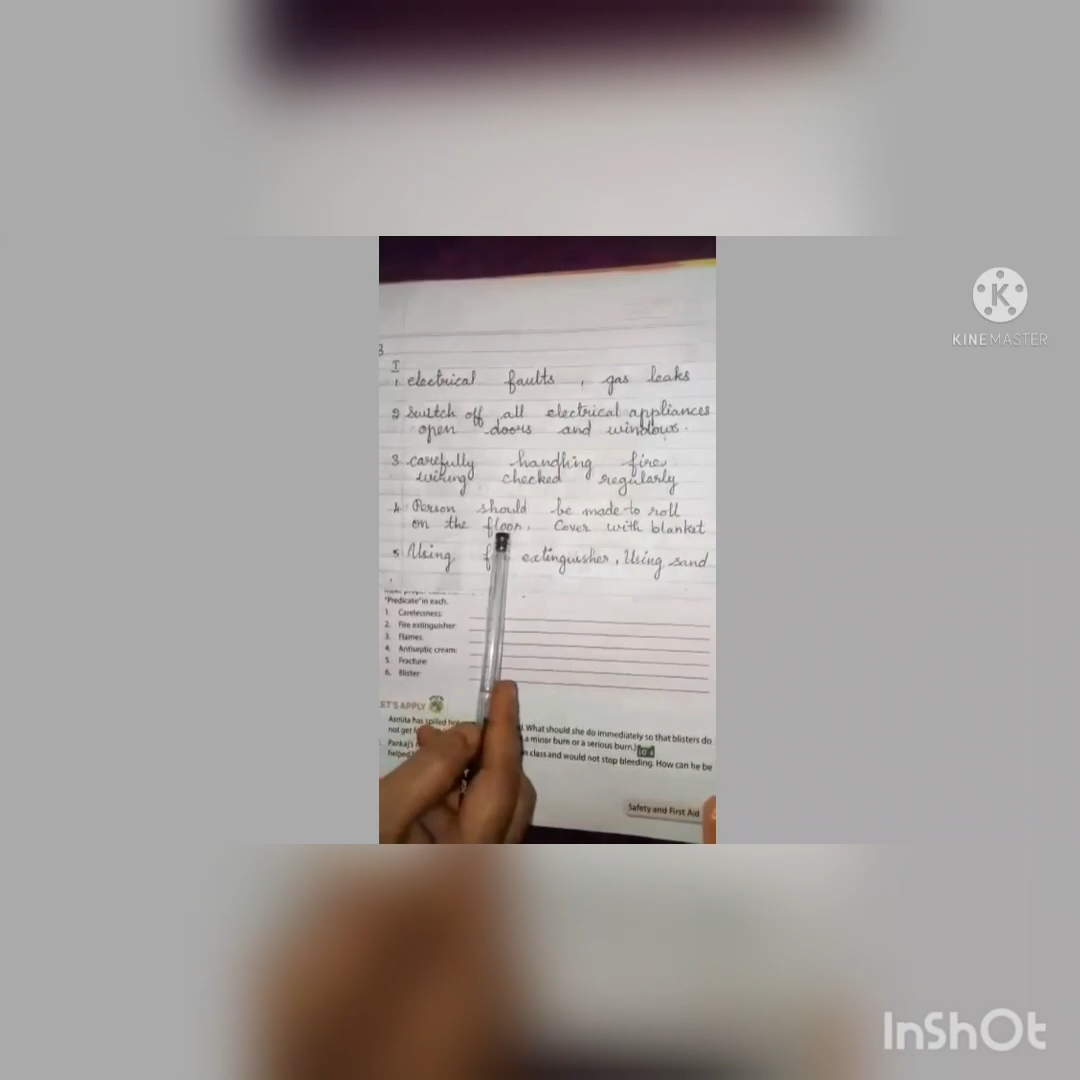 3
I
1. electrical faults, gas leaks
2 Switch off all electrical appliances
open doors and windows.
3 carefully handling fire
wiring checked regularly
4 Person should be made to roll
on the floor. Cover with blanket
5 Using extinguisher, Using sand
"Predicate" in each.
1. Carelessness:
2. Fire extinguisher:
3. Flames:
4. Antiseptic cream:
5. Fracture:
6. Blister:
LET'S APPLY
Asmita has spilled What should she do immediately so that blisters do
not get a minor burn or a serious burn.)
Pankaj's class and would not stop bleeding. How can he be
helped?
Safety and First Aid
K
KINEMASTER
InShOt